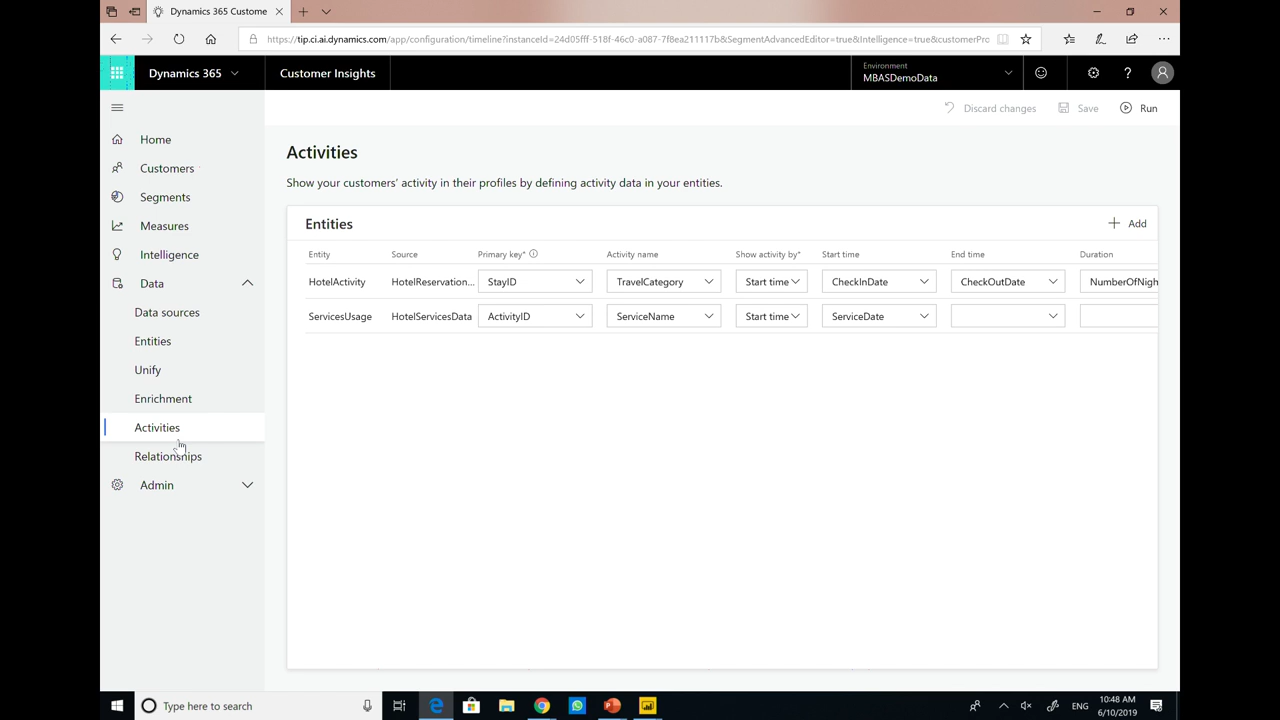 Dynamics 365 Custome
https://tip.ci.ai.dynamics.com/app/configuration/timeline?instanceId=24d05fff-518f-46c0-a087-7f8ea211117b&SegmentAdvancedEditor=true&Intelligence=true&customerPro
Dynamics 365
Customer Insights
Environment
MBASDemoData
Discard changes
Save
Run
Home
Customers
Segments
Measures
Intelligence
Data
Data sources
Entities
Unify
Enrichment
Activities
Relationships
Admin
Activities
Show your customers' activity in their profiles by defining activity data in your entities.
Entities
Add
Entity Source Primary key* Activity name Show activity by* Start time End time Duration
HotelActivity HotelReservation... StayID TravelCategory Start time CheckInDate CheckOutDate NumberOfNigh
ServicesUsage HotelServicesData ActivityID ServiceName Start time ServiceDate
Type here to search
ENG
10:48 AM
6/10/2019